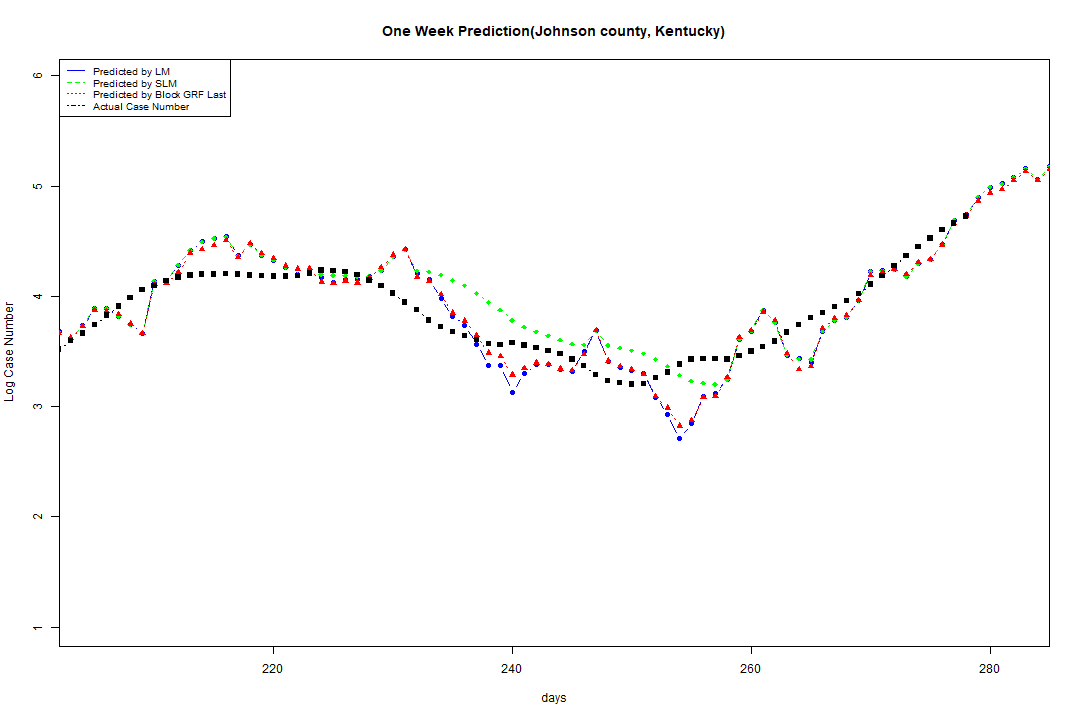 One Week Prediction(Johnson county, Kentucky)
Predicted by LM
Predicted by SLM
Predicted by Block GRF Last
Actual Case Number
6
5
4
3
2
1
Log Case Number
220
240
260
280
days